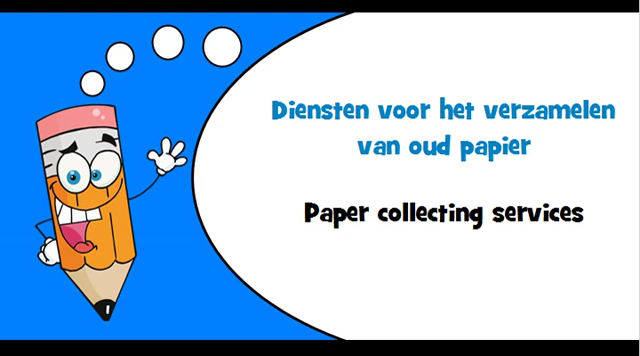 Diensten voor het verzamelen
van oud papier
Paper collecting services